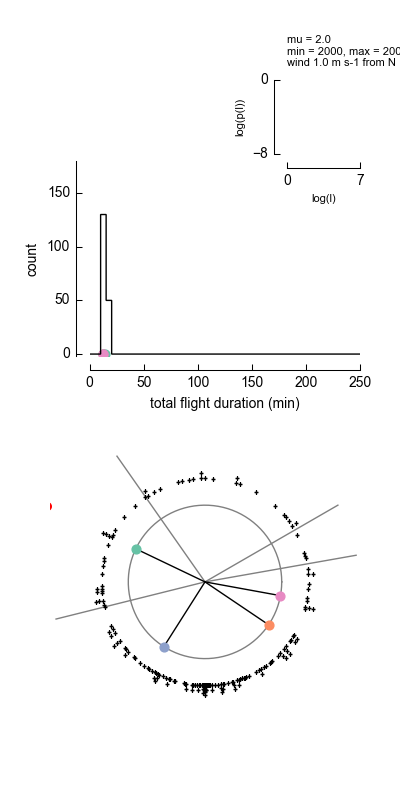 mu = 2.0
min = 2000, max = 200
wind 1.0 m s-1 from N
0
log(p(l))
−8
0 7
log(l)
150
100
50
0
count
0 50 100 150 200 250
total flight duration (min)